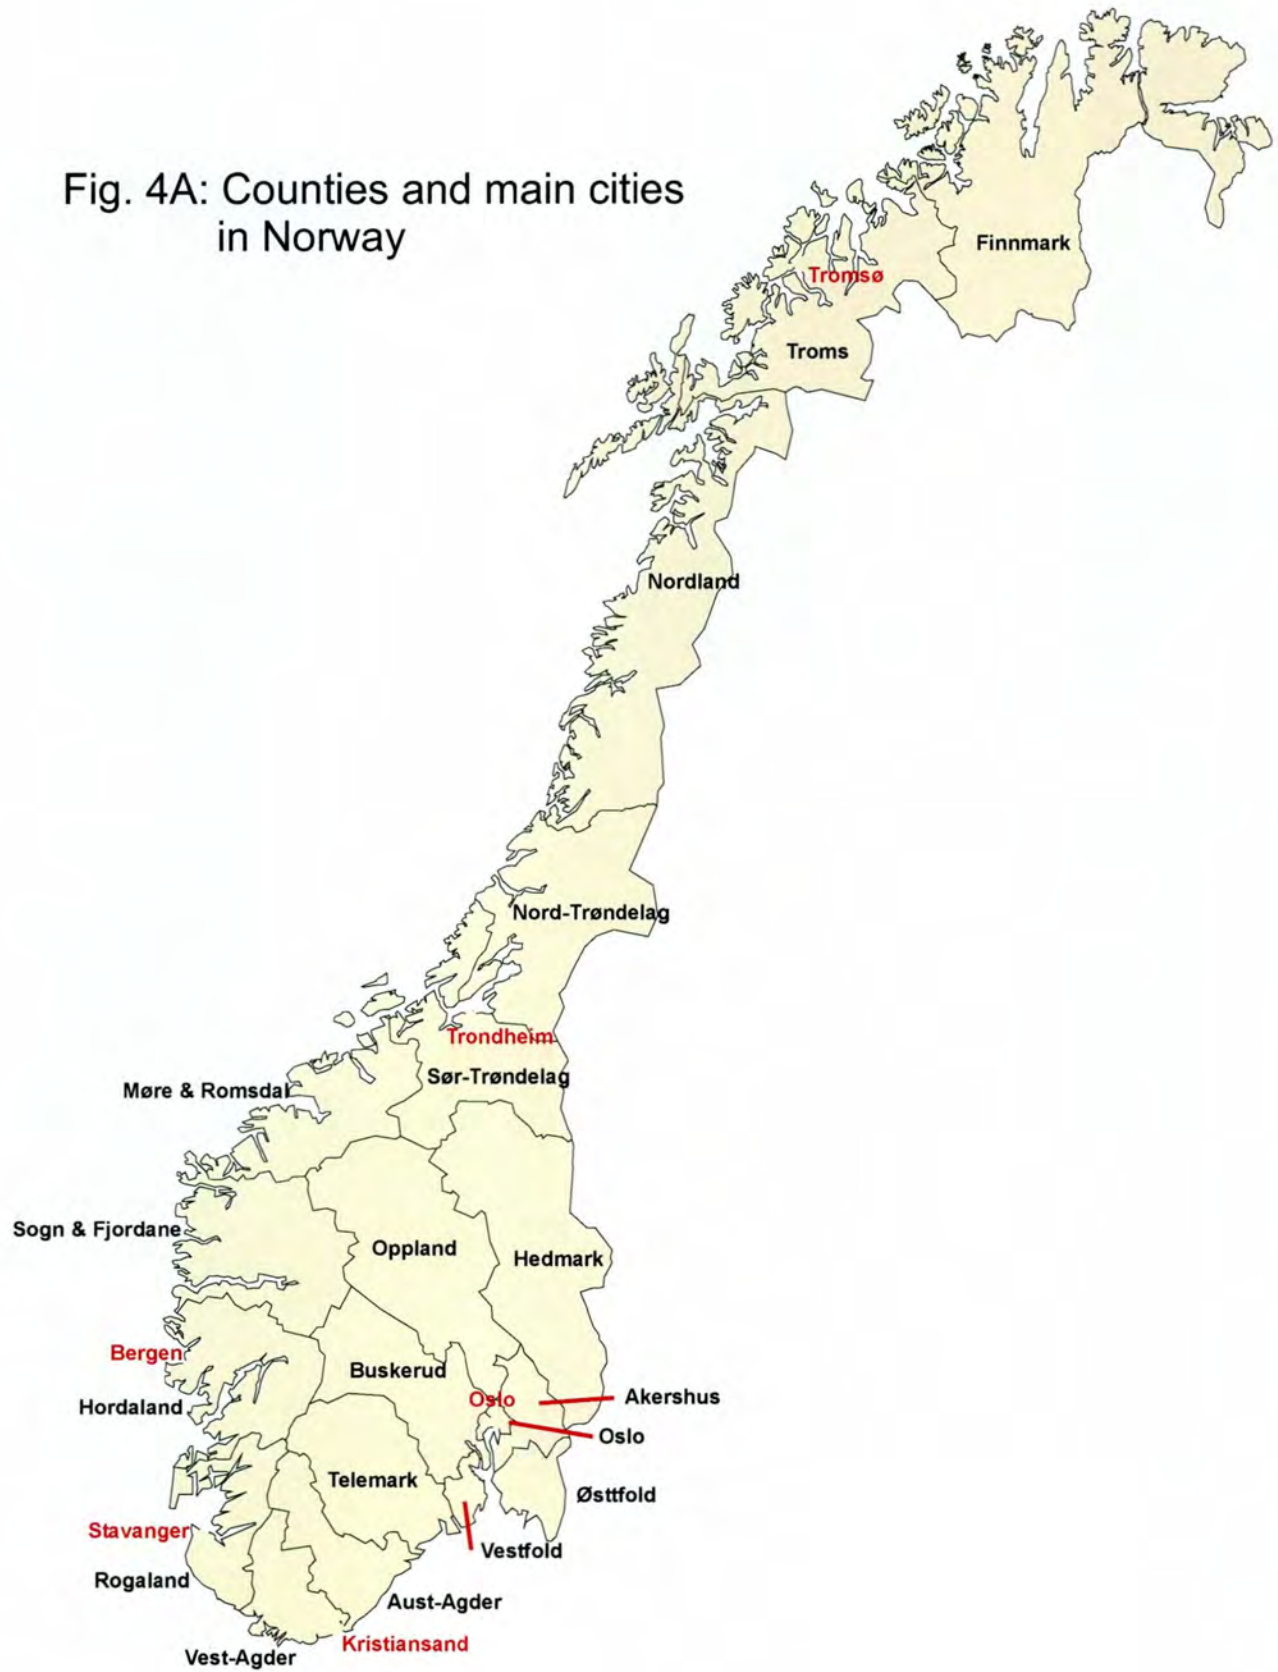 Fig. 4A: Counties and main cities
in Norway
Finnmark
Tromsø
Troms
Nordland
Nord-Trøndelag
Trondheim
Sør-Trøndelag
Møre & Romsdal
Sogn & Fjordane
Oppland
Hedmark
Bergen
Buskerud
Hordaland
Oslo
Akershus
Oslo
Telemark
Østtfold
Stavanger
Vestfold
Rogaland
Aust-Agder
Kristiansand
Vest-Agder